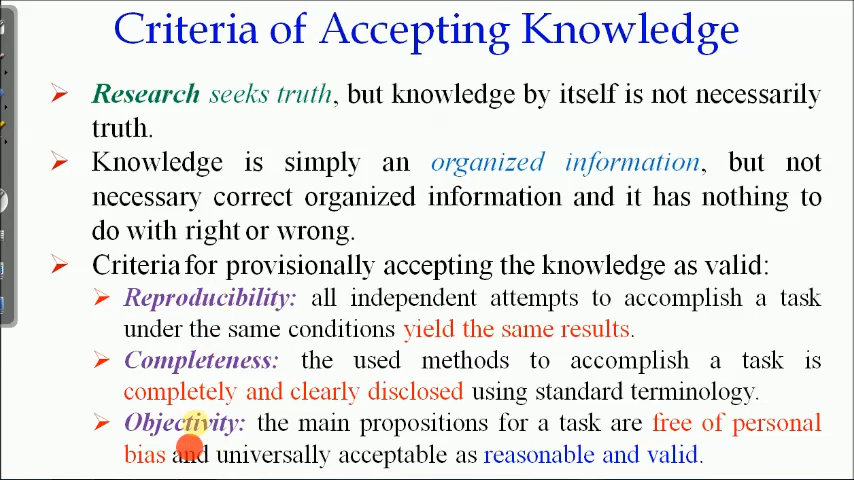 Criteria of Accepting Knowledge
Research seeks truth, but knowledge by itself is not necessarily
truth.
Knowledge is simply an organized information, but not
necessary correct organized information and it has nothing to
do with right or wrong.
Criteria for provisionally accepting the knowledge as valid:
Reproducibility: all independent attempts to accomplish a task
under the same conditions yield the same results.
Completeness: the used methods to accomplish a task is
completely and clearly disclosed using standard terminology.
Objectivity: the main propositions for a task are free of personal
bias and universally acceptable as reasonable and valid.